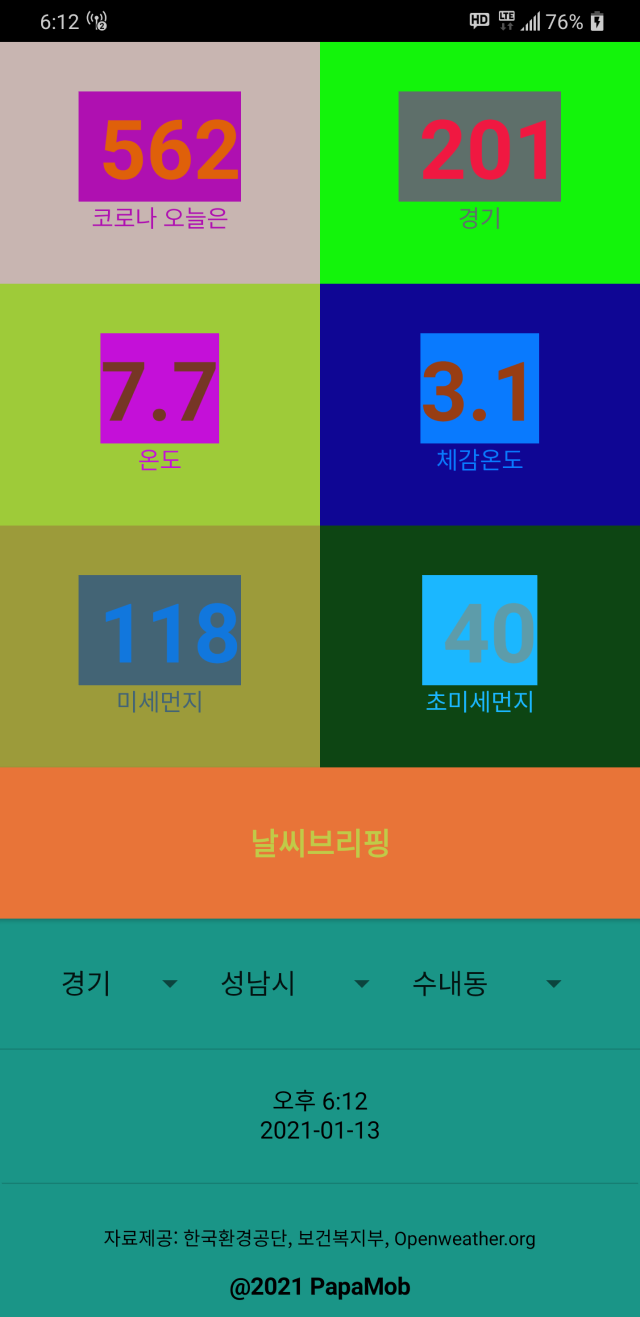 6:12 HD LTE 76%
562 201
코로나 오늘은 경기
7.7 3.1
온도 체감온도
118 40
미세먼지 초미세먼지
날씨브리핑
경기 성남시 수내동
오후 6:12
2021-01-13
자료제공: 한국환경공단, 보건복지부, Openweather.org
@2021 PapaMob